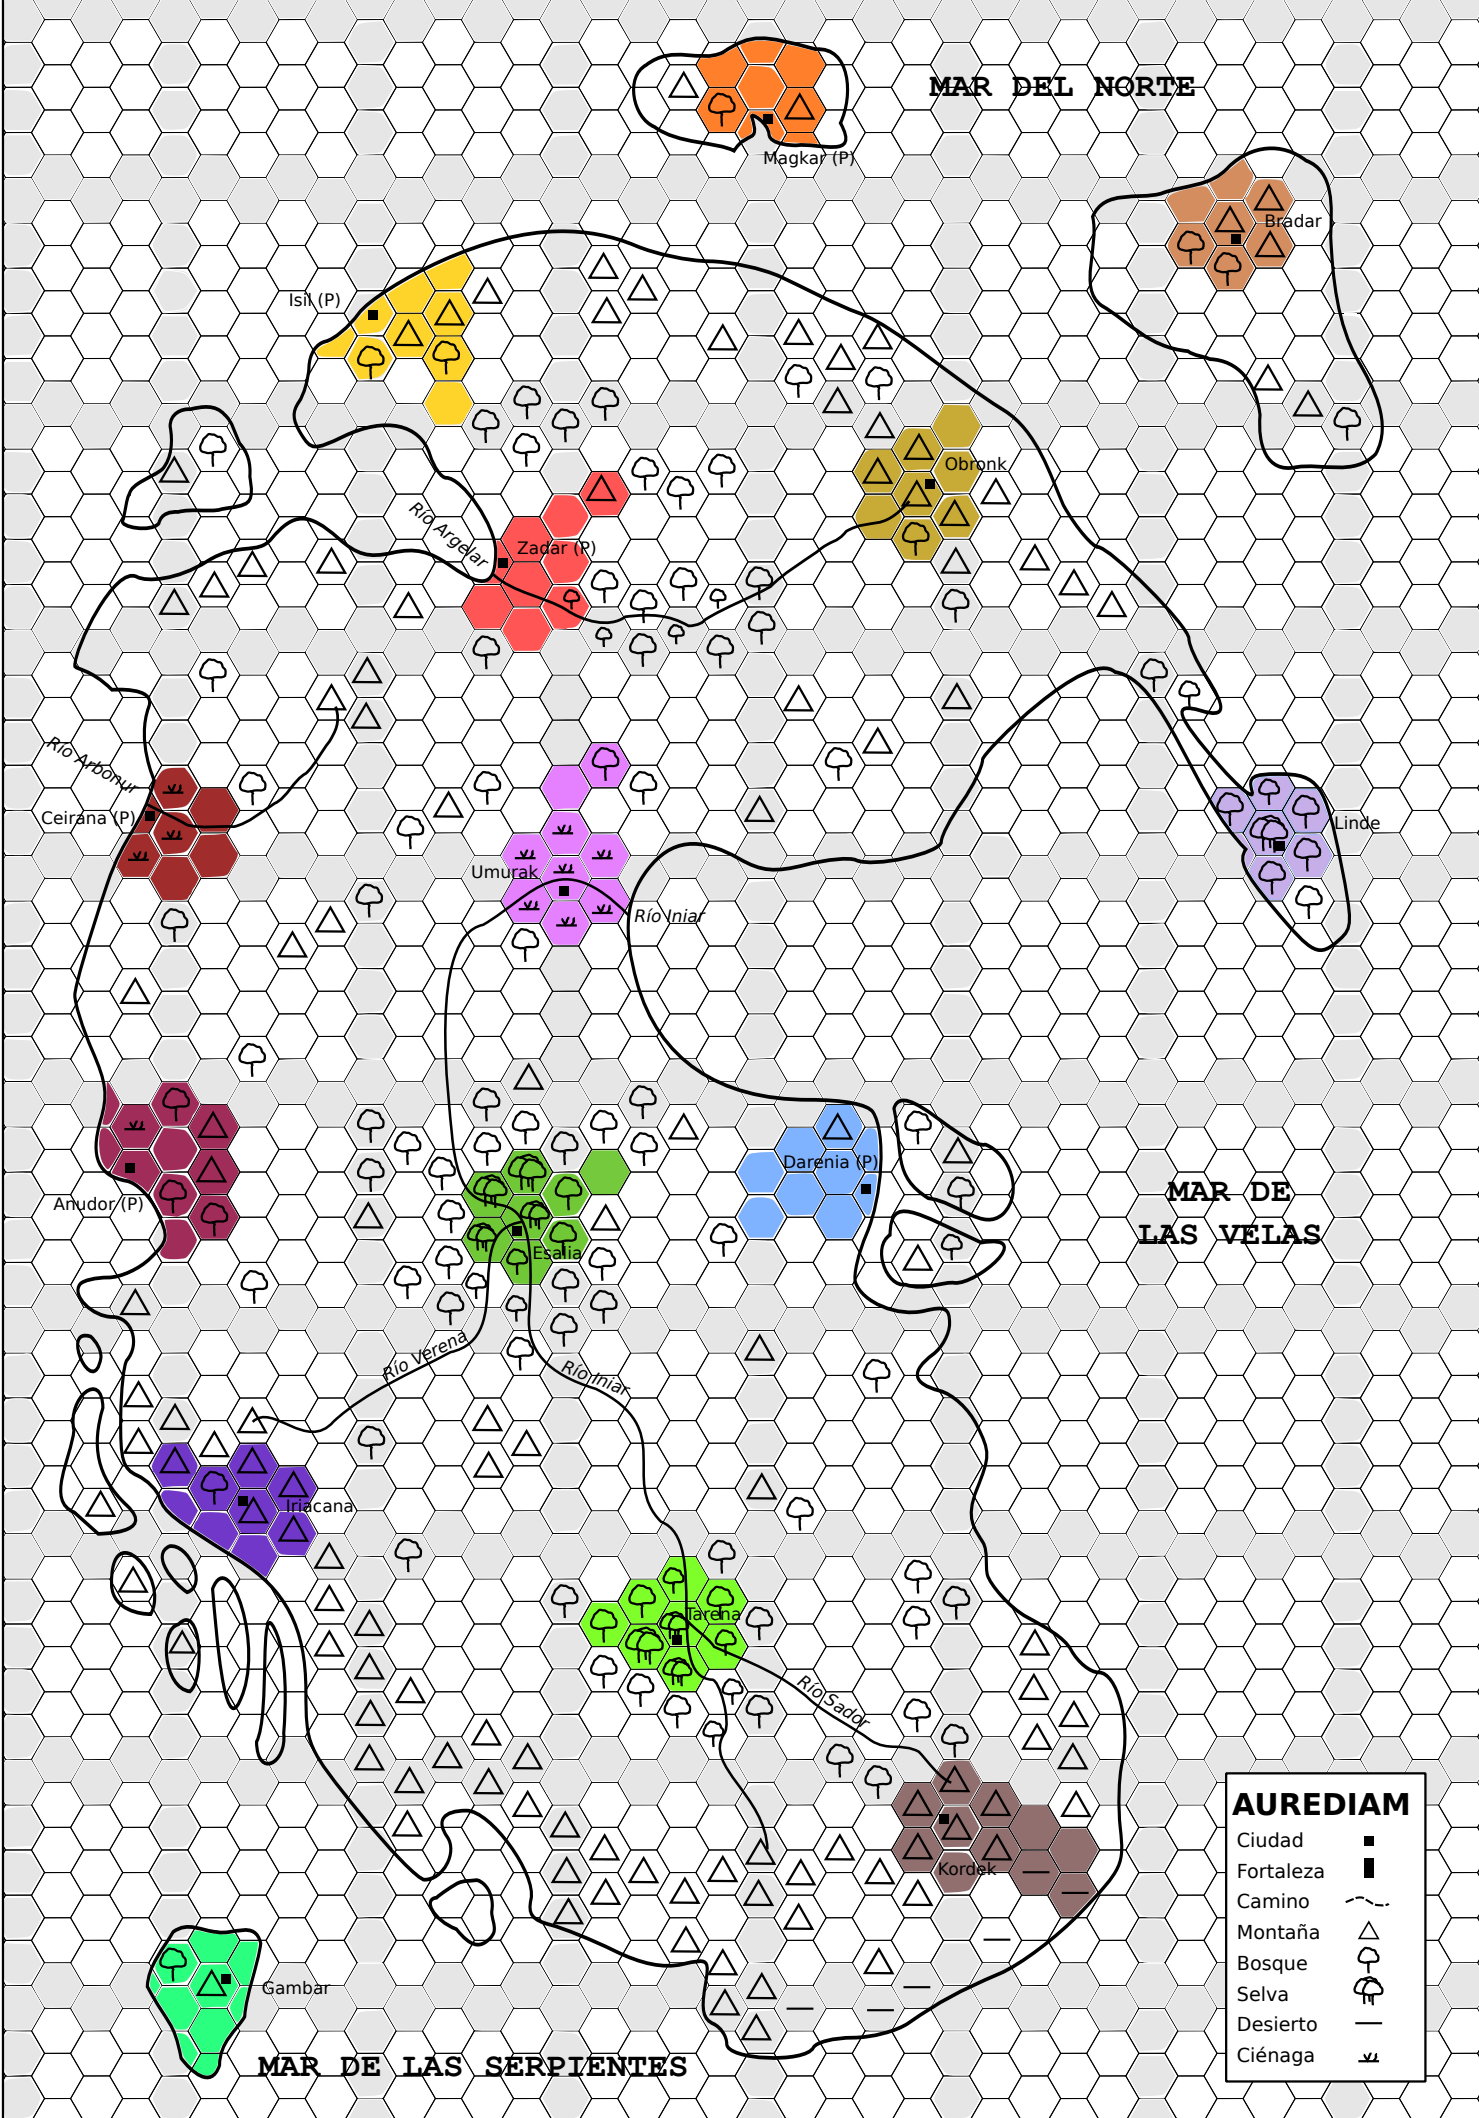 MAR DEL NORTE
Magkar (P)
Bradar
Isil (P)
Obronk
Río Argelar
Zadar (P)
Río Arbonur
Ceirana (P)
Linde
Umurak
Río Iniar
Darenia (P)
MAR DE
LAS VELAS
Anudor (P)
Esalia
Río Verena
Río Iniar
Iriacana
Tarena
Río Sador
Kordek
Gambar
MAR DE LAS SERPIENTES
AUREDIAM
Ciudad
Fortaleza
Camino
Montaña
Bosque
Selva
Desierto
Ciénaga